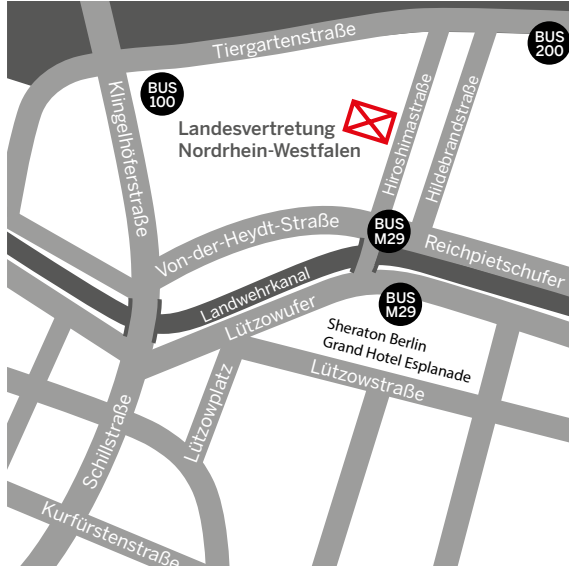 Tiergartenstraße
BUS
200
BUS
100
Klingelhöferstraße
Landesvertretung
Nordrhein-Westfalen
Hiroshimastraße
Hildebrandstraße
Von-der-Heydt-Straße
BUS
M29
Reichpietschufer
Landwehrkanal
Lützowufer
BUS
M29
Sheraton Berlin
Grand Hotel Esplanade
Lützowstraße
Lützowplatz
Schillstraße
Kurfürstenstraße